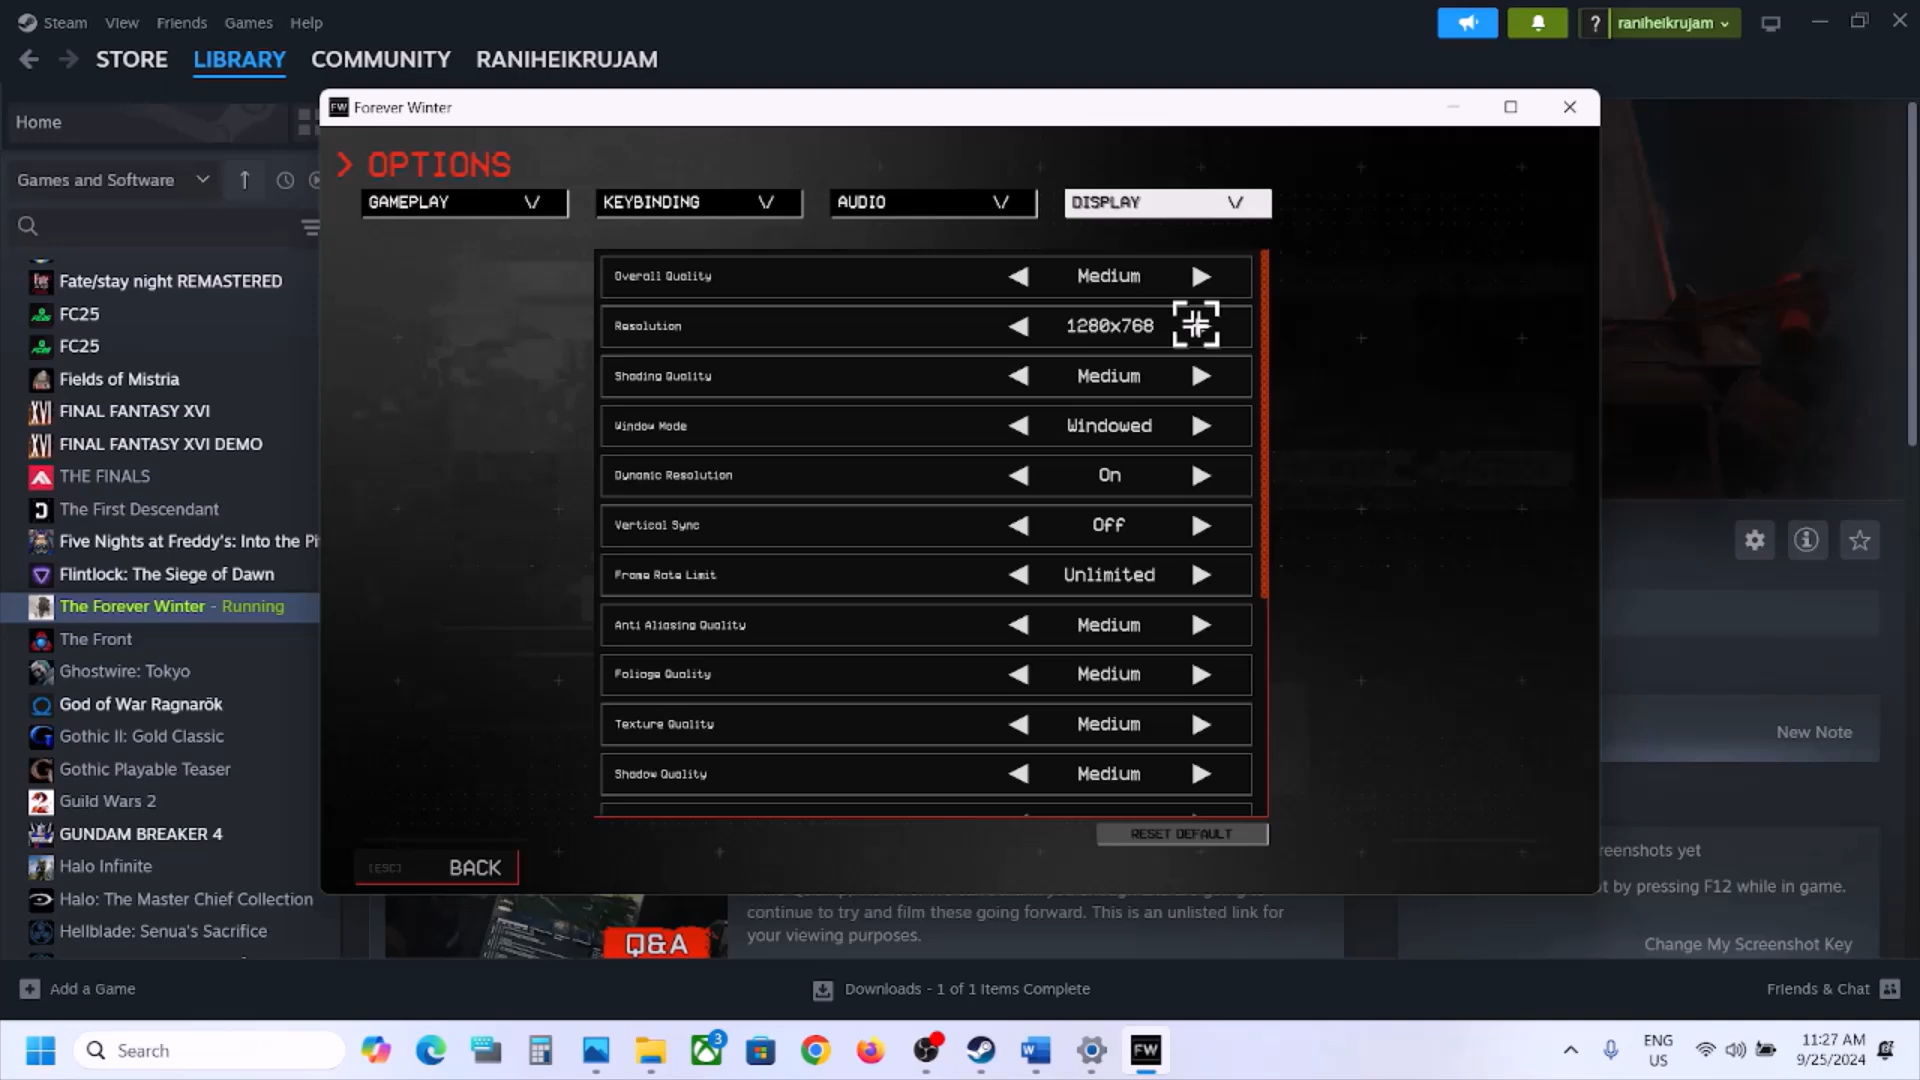 Steam View Friends Games Help
? raniheikrujam
STORE LIBRARY COMMUNITY RANIHEIKRUJAM
FW Forever Winter
Home
> OPTIONS
Games and Software
GAMEPLAY \/ KEYBINDING \/ AUDIO \/ DISPLAY \/
Overall Quality Medium
Fate/stay night REMASTERED
FC25
Resolution 1280x768
FC25
Shading Quality Medium
Fields of Mistria
FINAL FANTASY XVI
Window Mode Windowed
FINAL FANTASY XVI DEMO
THE FINALS
Dynamic Resolution On
The First Descendant
Vertical Sync Off
Five Nights at Freddy's: Into the Pi
Flintlock: The Siege of Dawn
Frame Rate Limit Unlimited
The Forever Winter - Running
Anti Aliasing Quality Medium
The Front
Ghostwire: Tokyo
Foliage Quality Medium
God of War Ragnarök
Texture Quality Medium
New Note
Gothic II: Gold Classic
Gothic Playable Teaser
Shadow Quality Medium
Guild Wars 2
GUNDAM BREAKER 4
RESET DEFAULT
reenshots yet
Halo Infinite
[ESC] BACK
ot by pressing F12 while in game.
Halo: The Master Chief Collection
continue to try and film these going forward. This is an unlisted link for
your viewing purposes.
Hellblade: Senua's Sacrifice
Q&A
Change My Screenshot Key
Add a Game
Downloads - 1 of 1 Items Complete
Friends & Chat
Search
3
FW
ENG
US
11:27 AM
9/25/2024